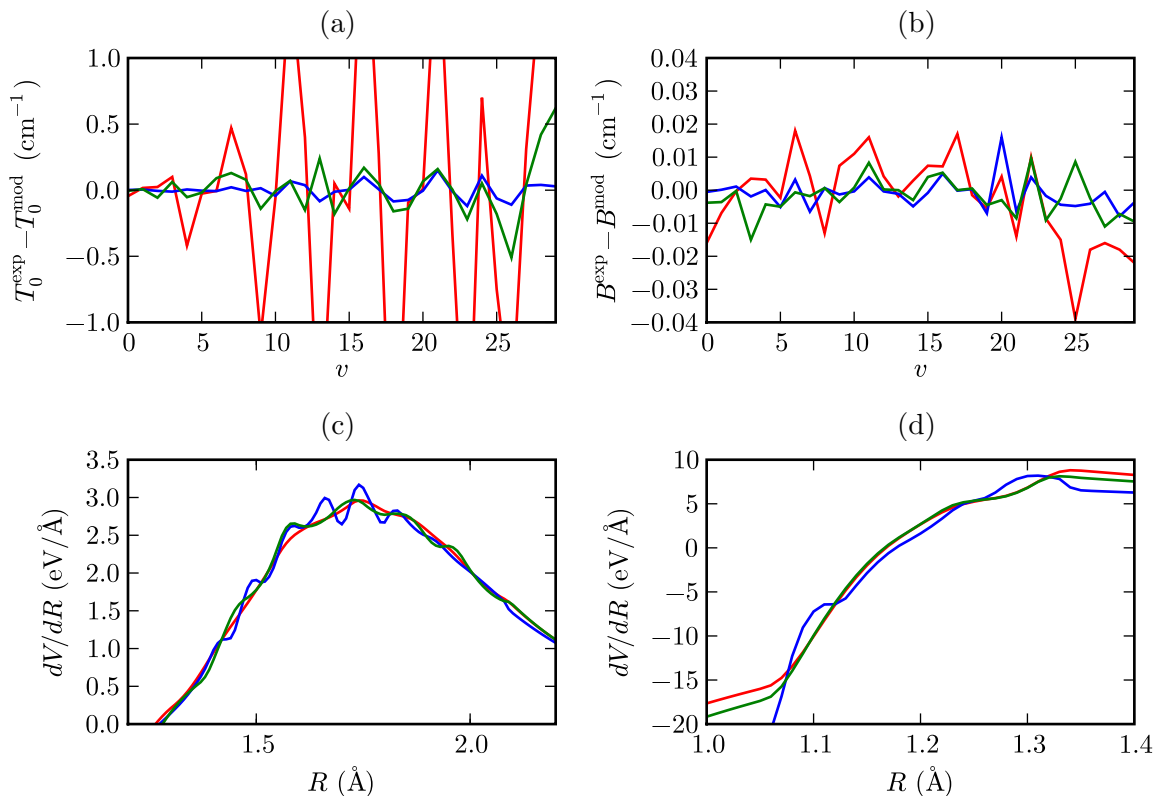 (a)
1.0
0.5
0.0
−0.5
−1.0
T₀^exp − T₀^mod (cm⁻¹)
0 5 10 15 20 25
v
(b)
0.04
0.03
0.02
0.01
0.00
−0.01
−0.02
−0.03
−0.04
B^exp − B^mod (cm⁻¹)
0 5 10 15 20 25
v
(c)
3.5
3.0
2.5
2.0
1.5
1.0
0.5
0.0
dV/dR (eV/Å)
1.5 2.0
R (Å)
(d)
10
5
0
−5
−10
−15
−20
dV/dR (eV/Å)
1.0 1.1 1.2 1.3 1.4
R (Å)